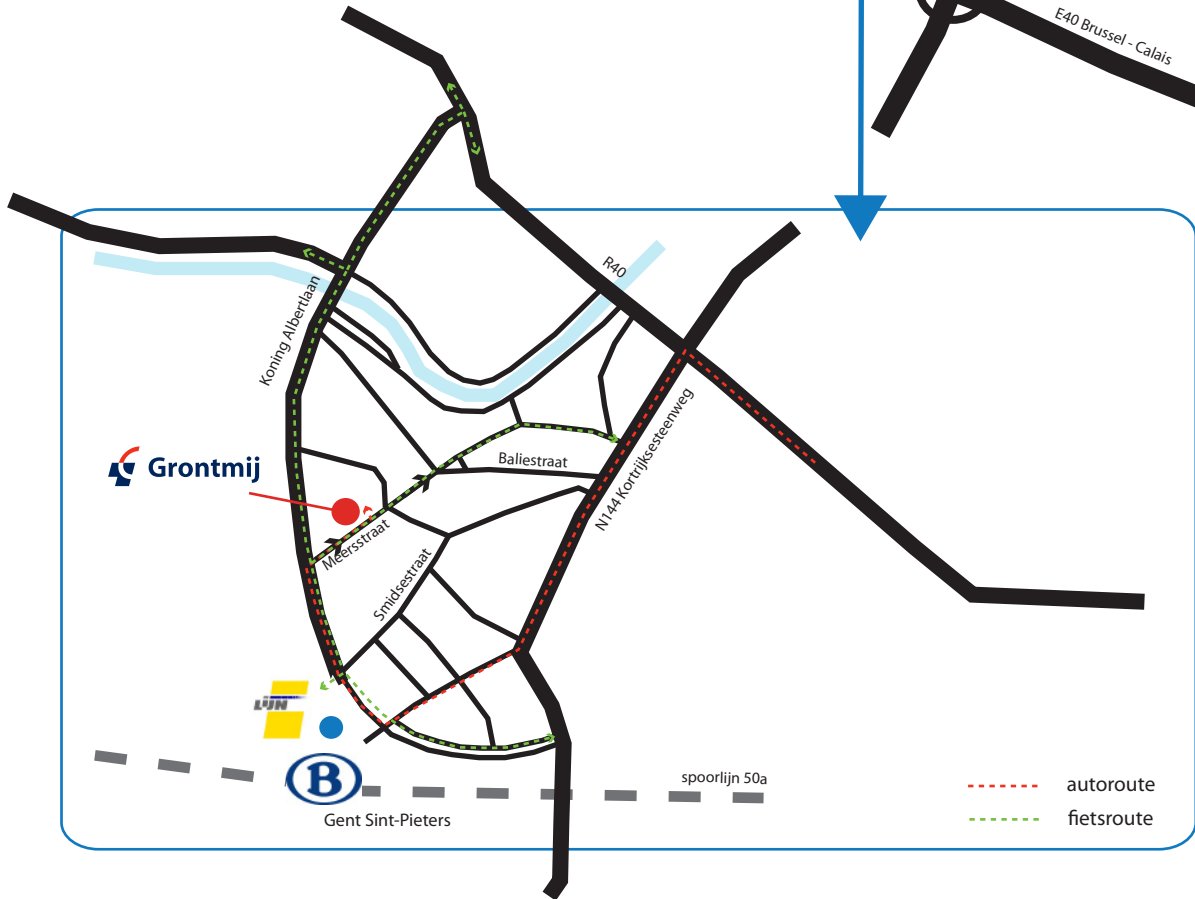 E40 Brussel - Calais
R40
Koning Albertlaan
N144 Kortrijksesteenweg
Baliestraat
Grontmij
Meersstraat
Smidsestraat
LIJN
B
spoorlijn 50a
Gent Sint-Pieters
autoroute
fietsroute